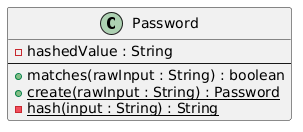 C Password
hashedValue : String
matches(rawInput : String) : boolean
create(rawInput : String) : Password
hash(input : String) : String